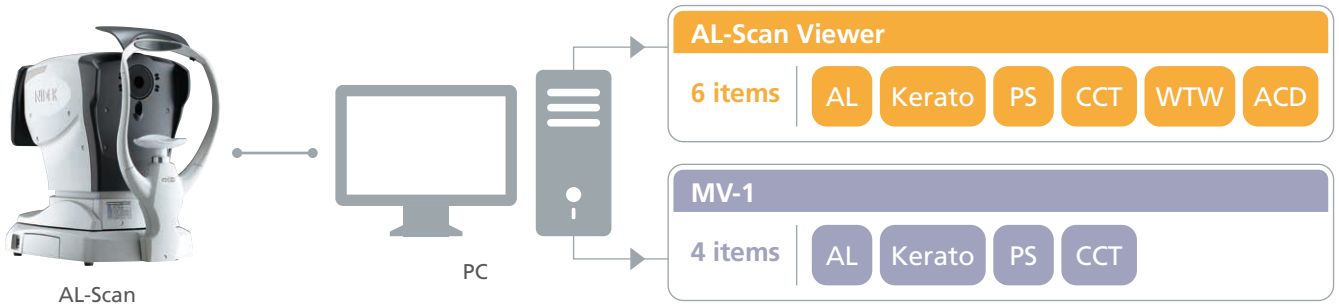 AL-Scan Viewer
6 items AL Kerato PS CCT WTW ACD
NIDEK
MV-1
4 items AL Kerato PS CCT
PC
AL-Scan